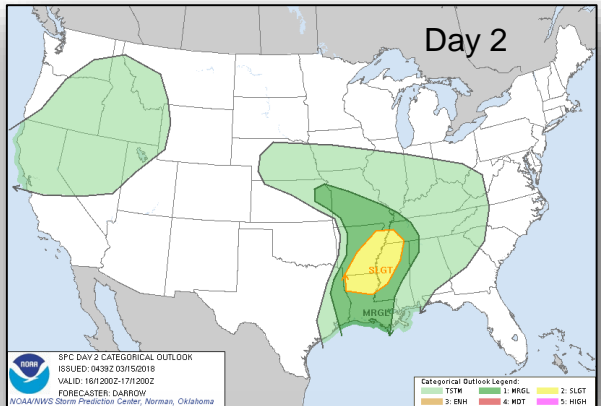 Day 2
SLGT
MRGL
NOAA
SPC DAY 2 CATEGORICAL OUTLOOK
ISSUED: 0439Z 03/15/2018
VALID: 16/1200Z-17/1200Z
FORECASTER: DARROW
NOAA/NWS Storm Prediction Center, Norman, Oklahoma
Categorical Outlook Legend:
TSTM 1: MRGL 2: SLGT
3: ENH 4: MDT 5: HIGH